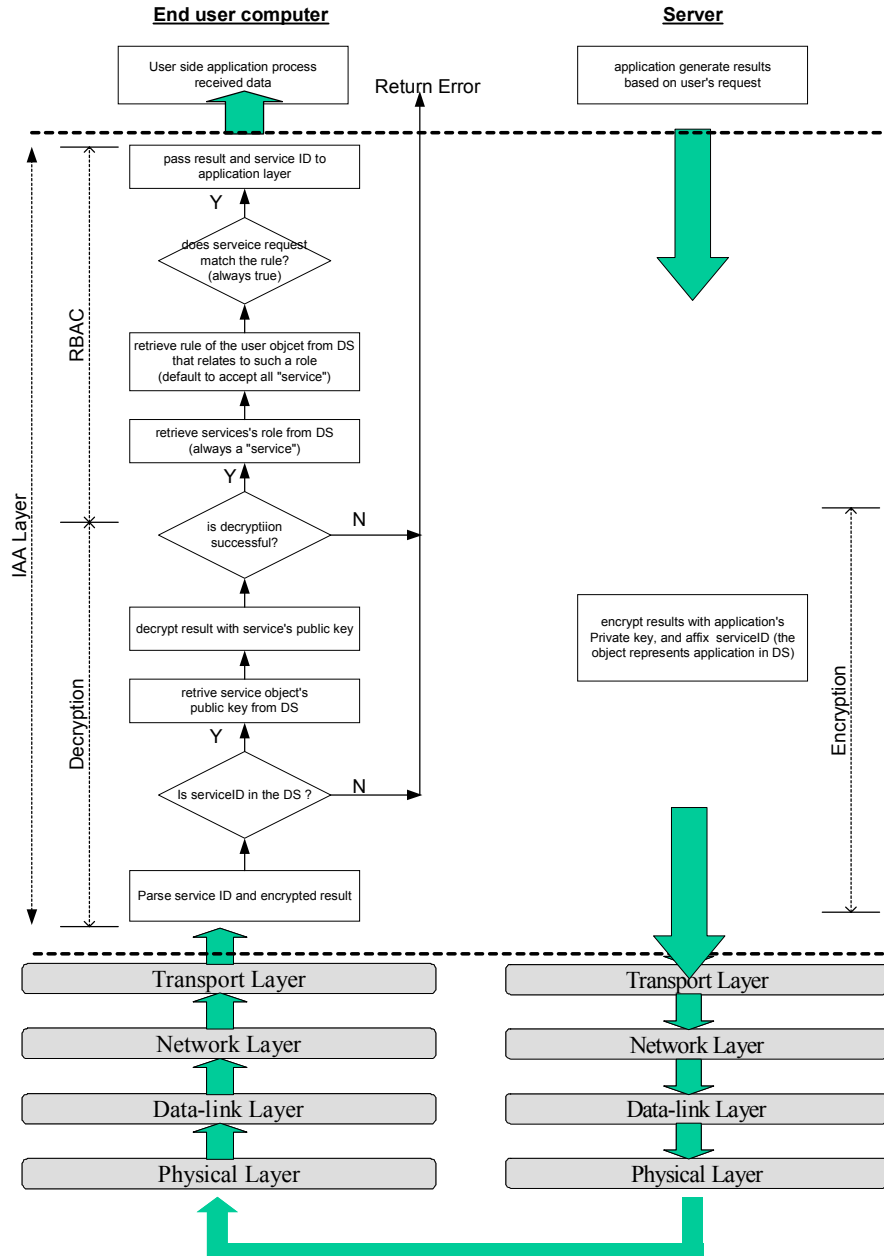 End user computer
Server
User side application process
received data
Return Error
application generate results
based on user's request
pass result and service ID to
application layer
Y
does serveice request
match the rule?
(always true)
RBAC
retrieve rule of the user objcet from DS
that relates to such a role
(default to accept all "service")
retrieve services's role from DS
(always a "service")
Y
N
is decryptiion
successful?
IAA Layer
decrypt result with service's public key
encrypt results with application's
Private key, and affix serviceID (the
object represents application in DS)
Decryption
Encryption
retrive service object's
public key from DS
Y
N
Is serviceID in the DS ?
Parse service ID and encrypted result
Transport Layer
Transport Layer
Network Layer
Network Layer
Data-link Layer
Data-link Layer
Physical Layer
Physical Layer